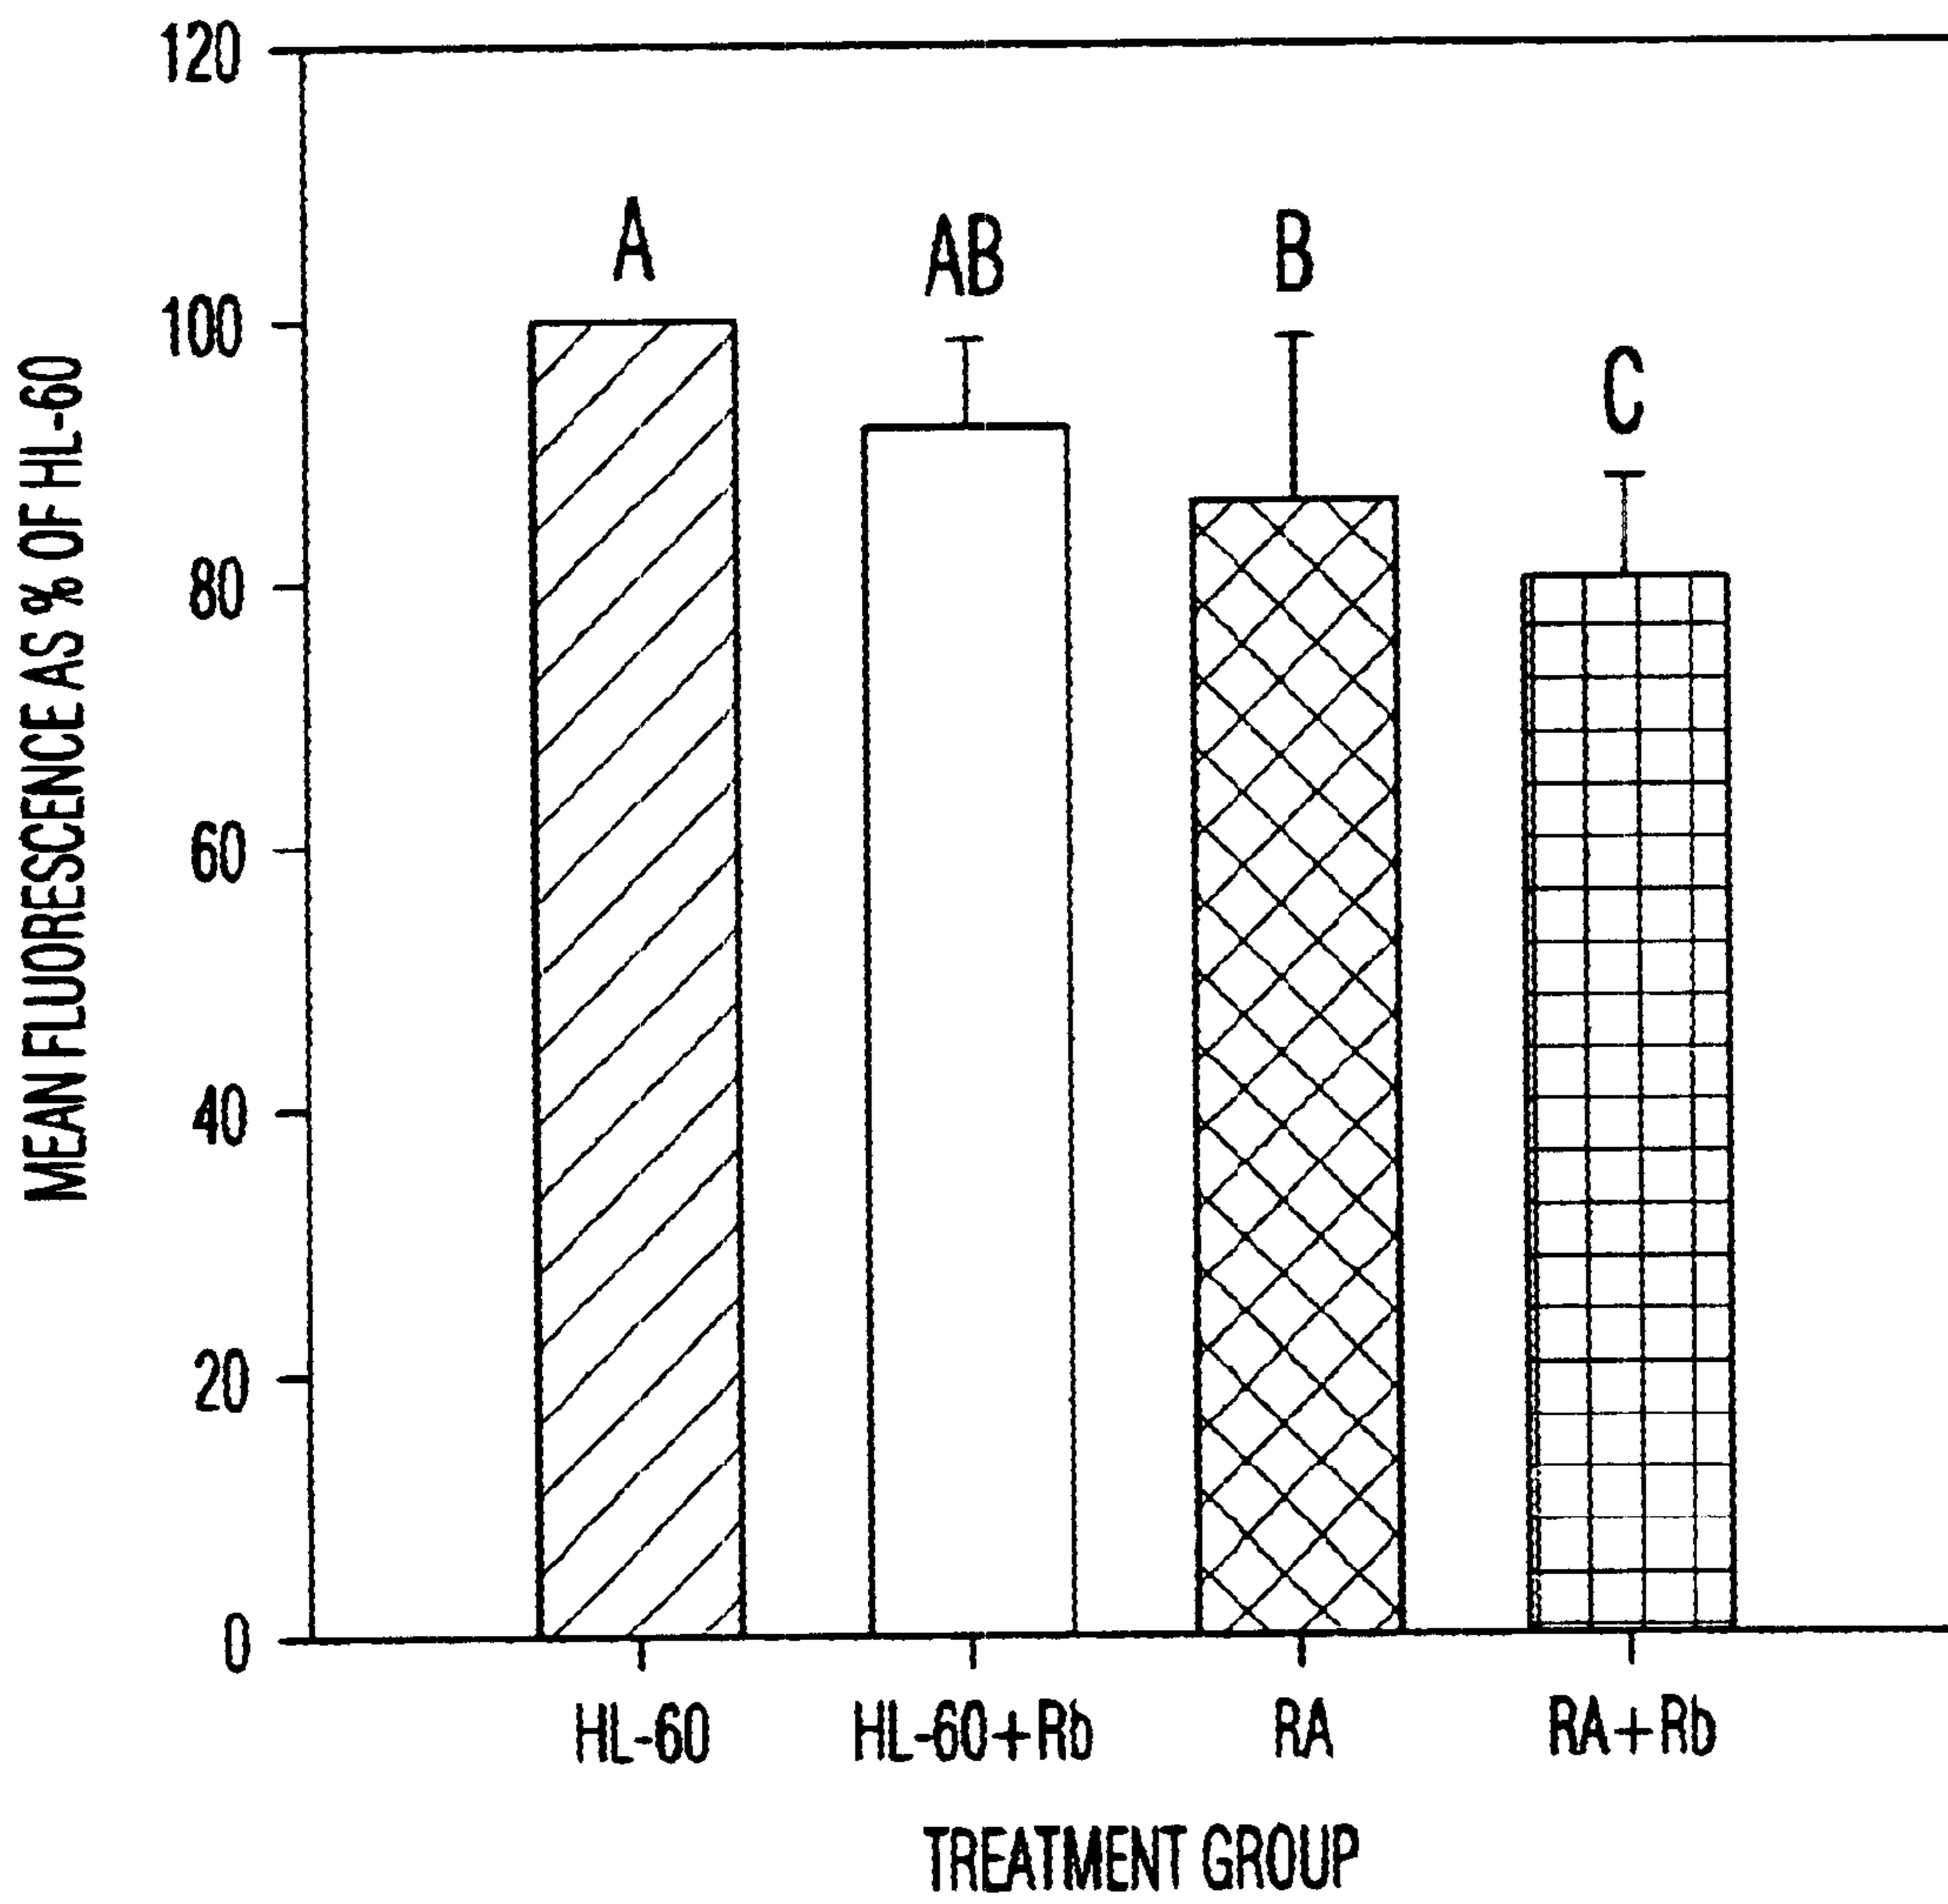 MEAN FLUORESCENCE AS % OF HL-60
120
100
80
60
40
20
0
A
AB
B
C
HL-60
HL-60+Rb
RA
RA+Rb
TREATMENT GROUP